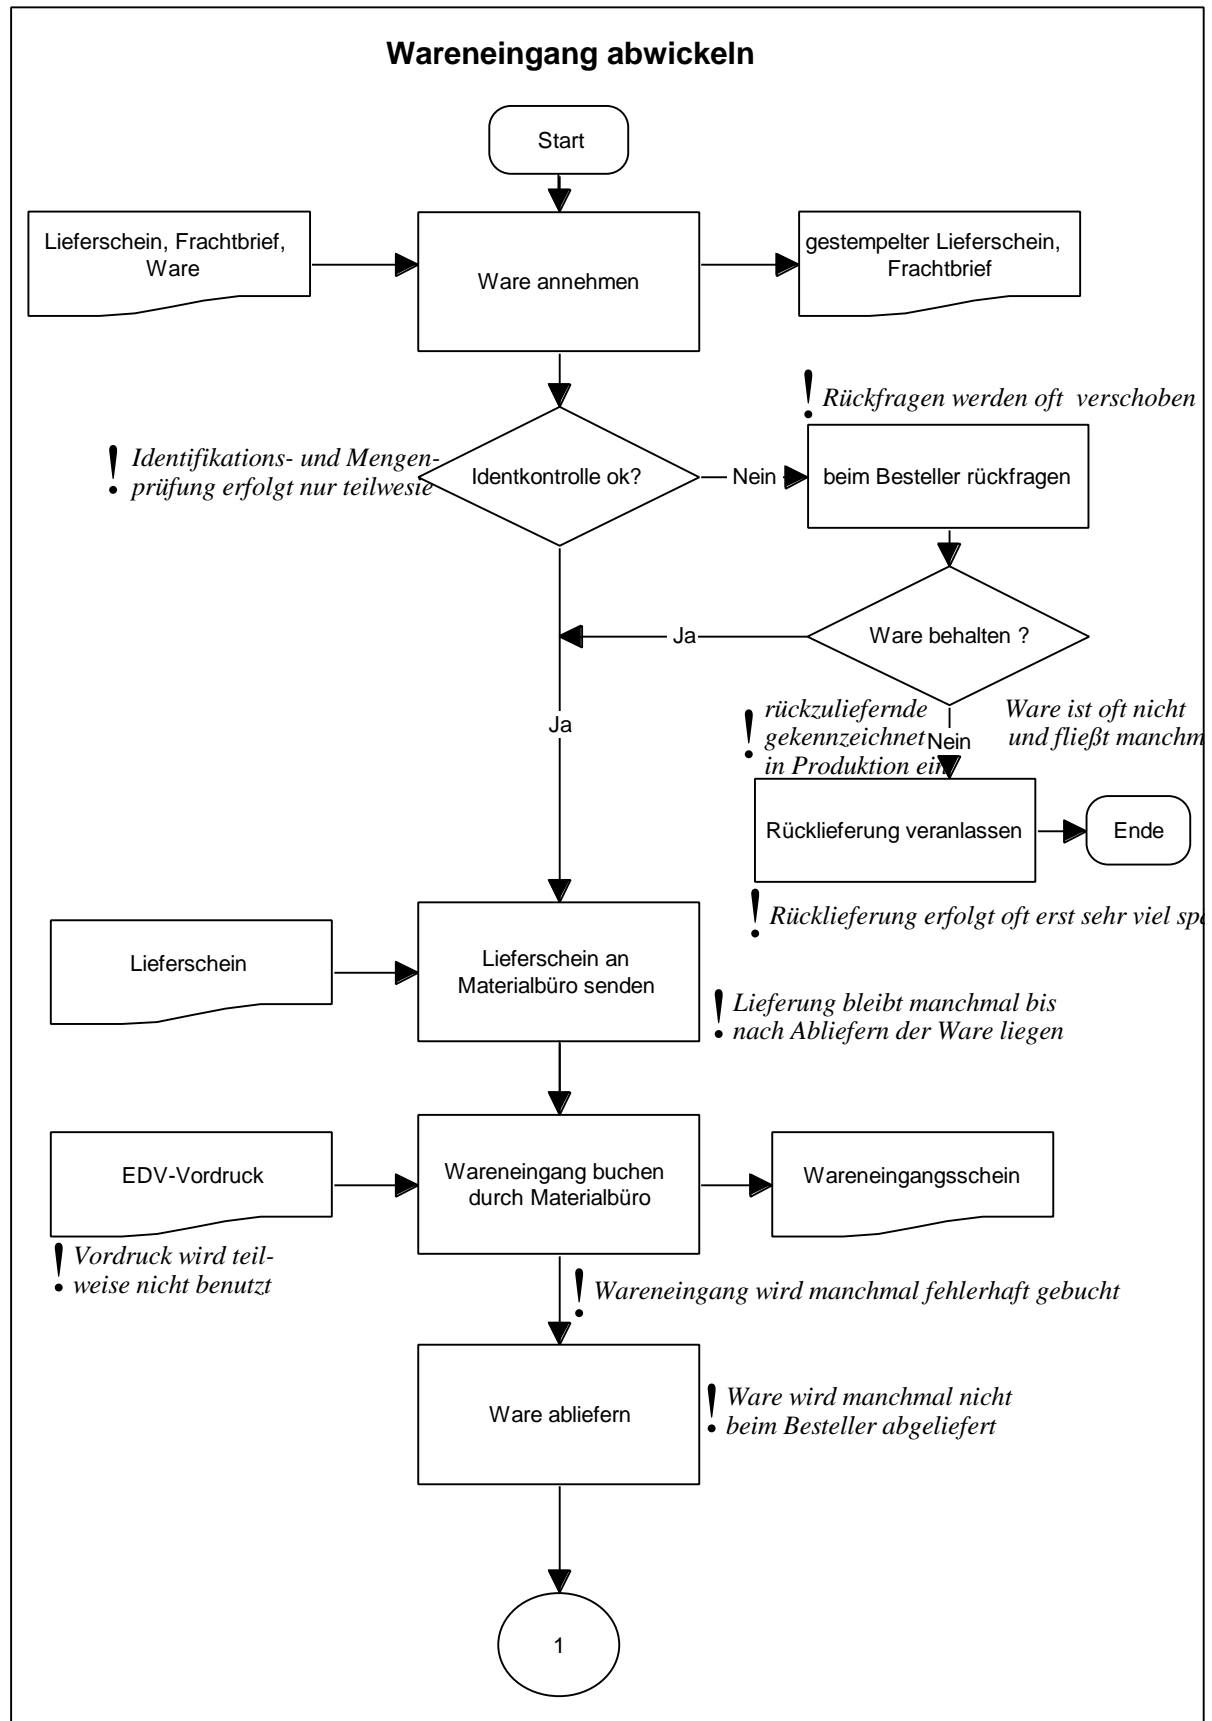 Wareneingang abwickeln
Start
Lieferschein, Frachtbrief,
Ware
Ware annehmen
gestempelter Lieferschein,
Frachtbrief
! Rückfragen werden oft verschoben
! Identifikations- und Mengen-
prüfung erfolgt nur teilwesie
Identkontrolle ok?
Nein
beim Besteller rückfragen
Ware behalten ?
Ja
Ja
! rückzuliefernde Ware ist oft nicht
gekennzeichnet und fließt manchm
in Produktion ein
Nein
Rücklieferung veranlassen
Ende
! Rücklieferung erfolgt oft erst sehr viel spä
Lieferschein
Lieferschein an
Materialbüro senden
! Lieferung bleibt manchmal bis
nach Abliefern der Ware liegen
EDV-Vordruck
Wareneingang buchen
durch Materialbüro
Wareneingangsschein
! Vordruck wird teil-
weise nicht benutzt
! Wareneingang wird manchmal fehlerhaft gebucht
Ware abliefern
! Ware wird manchmal nicht
beim Besteller abgeliefert
1